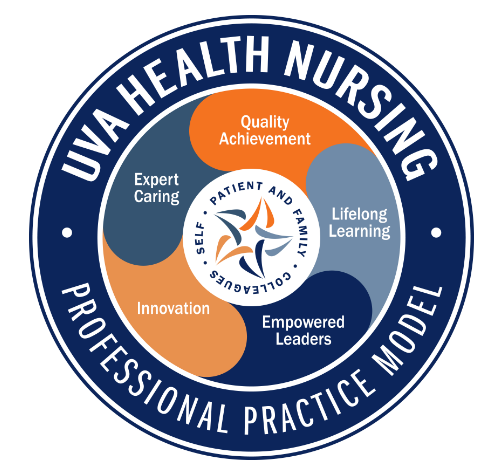 UVA HEALTH NURSING
Quality
Achievement
Expert
Caring
Lifelong
Learning
Innovation
Empowered
Leaders
SELF • PATIENT AND FAMILY • COLLEAGUES •
PROFESSIONAL PRACTICE MODEL